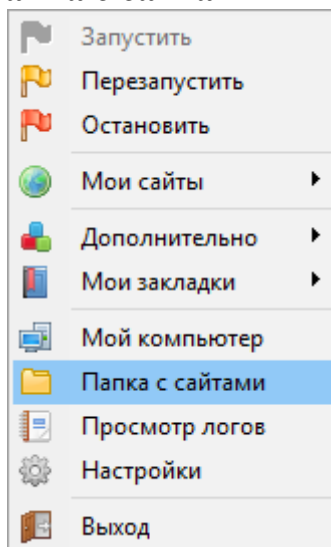 Запустить
Перезапустить
Остановить
Мои сайты
Дополнительно
Мои закладки
Мой компьютер
Папка с сайтами
Просмотр логов
Настройки
Выход